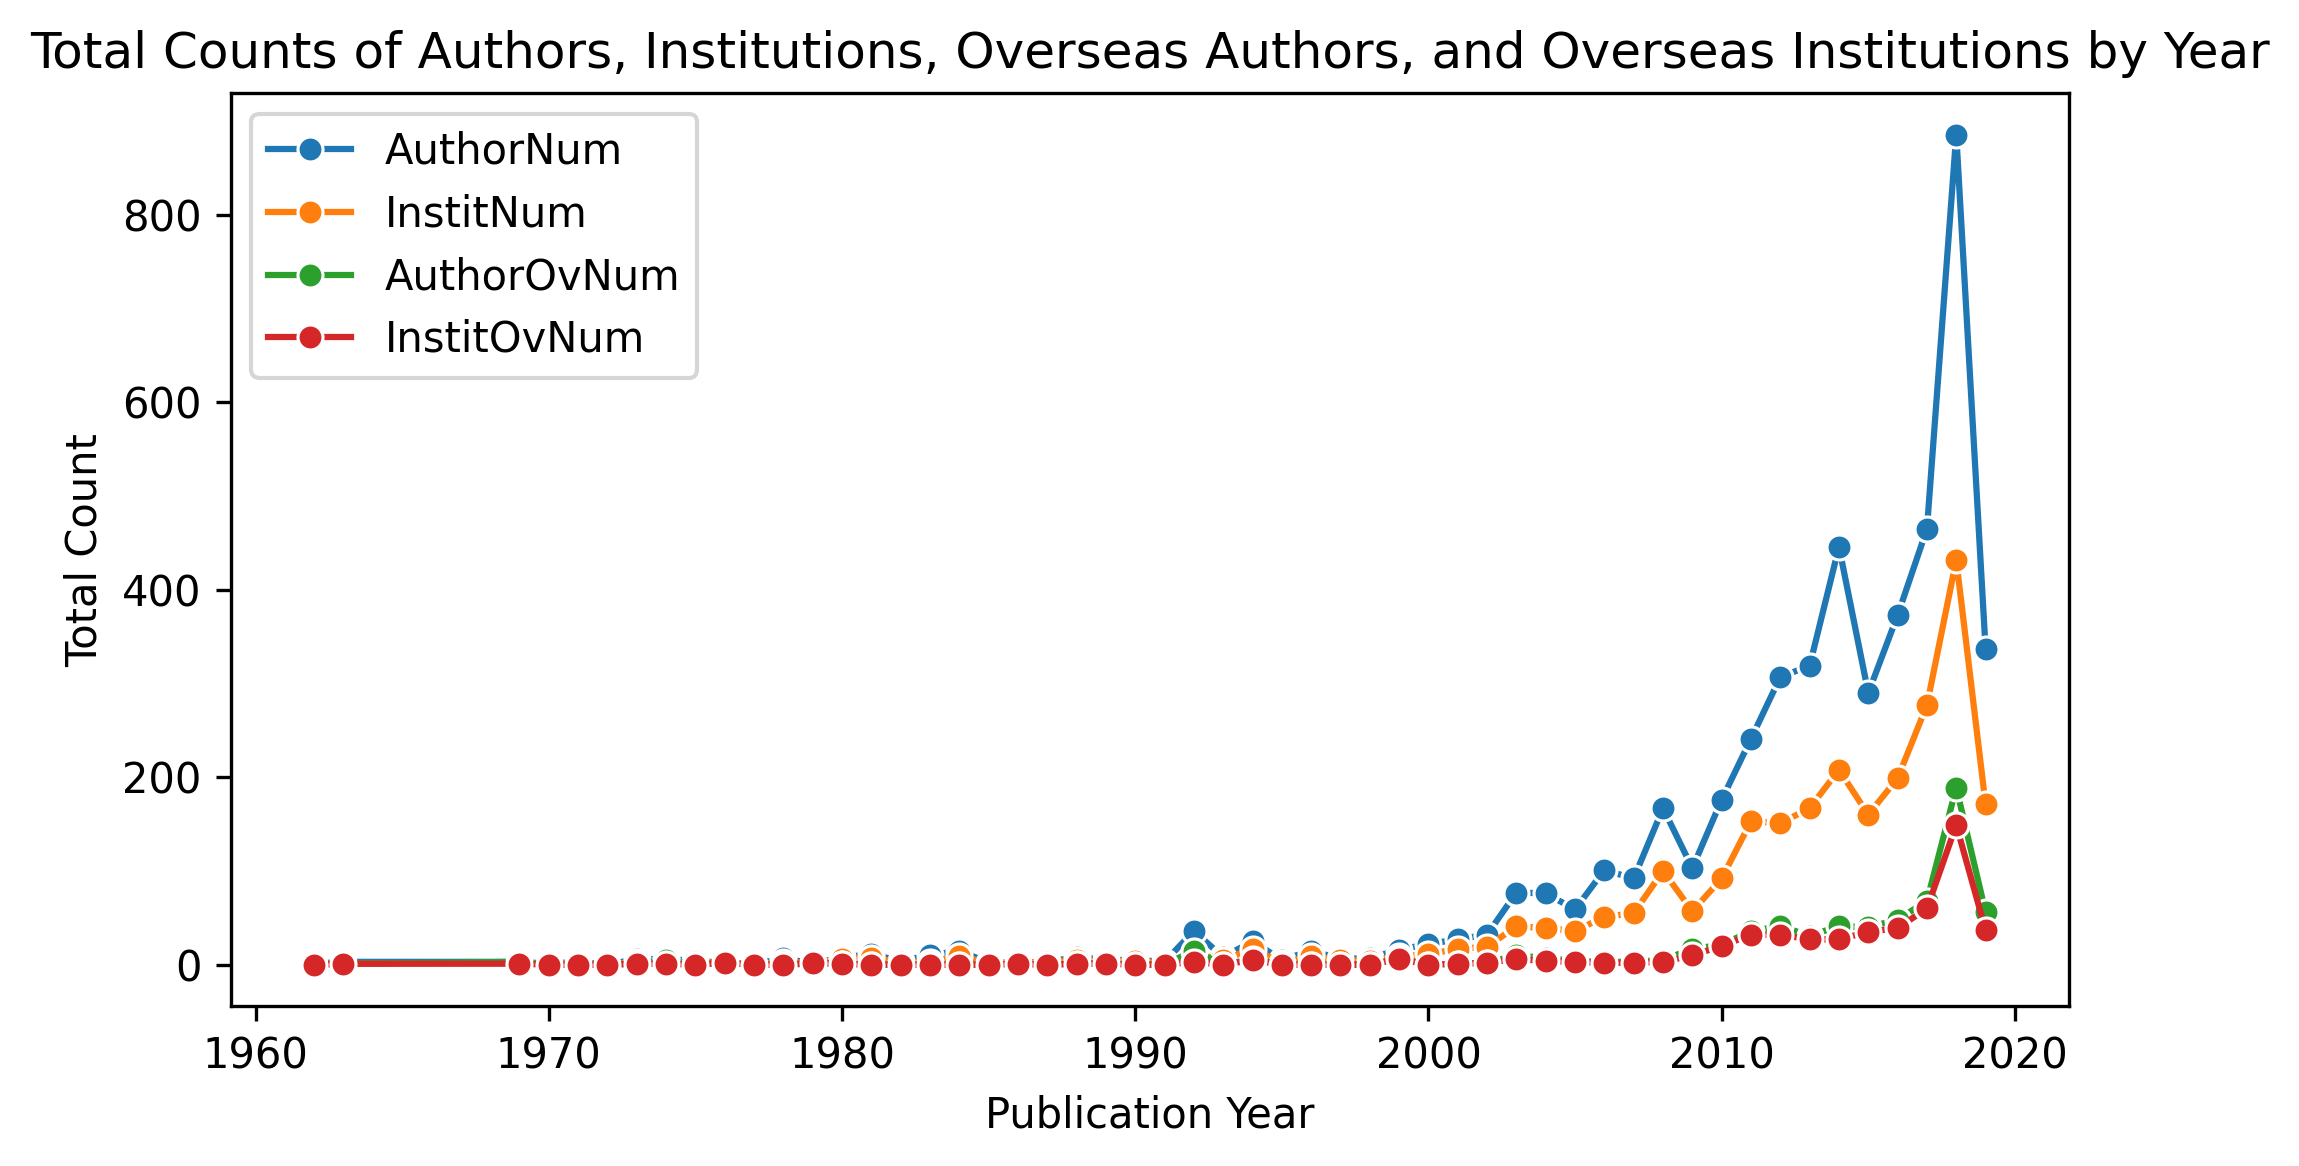 Total Counts of Authors, Institutions, Overseas Authors, and Overseas Institutions by Year
AuthorNum
InstitNum
AuthorOvNum
InstitOvNum
Total Count
800
600
400
200
0
1960 1970 1980 1990 2000 2010 2020
Publication Year